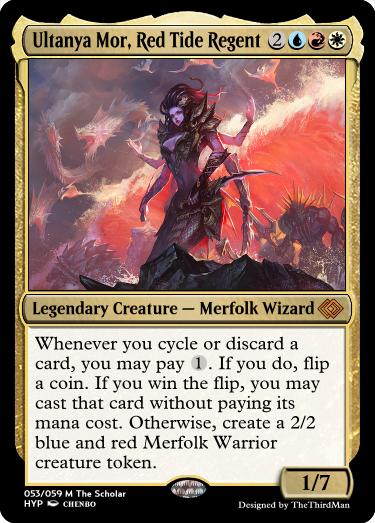 Ultanya Mor, Red Tide Regent 2
Legendary Creature — Merfolk Wizard
Whenever you cycle or discard a
card, you may pay 1. If you do, flip
a coin. If you win the flip, you may
cast that card without paying its
mana cost. Otherwise, create a 2/2
blue and red Merfolk Warrior
creature token.
1/7
053/059 M The Scholar
HYP CHENBO
Designed by TheThirdMan